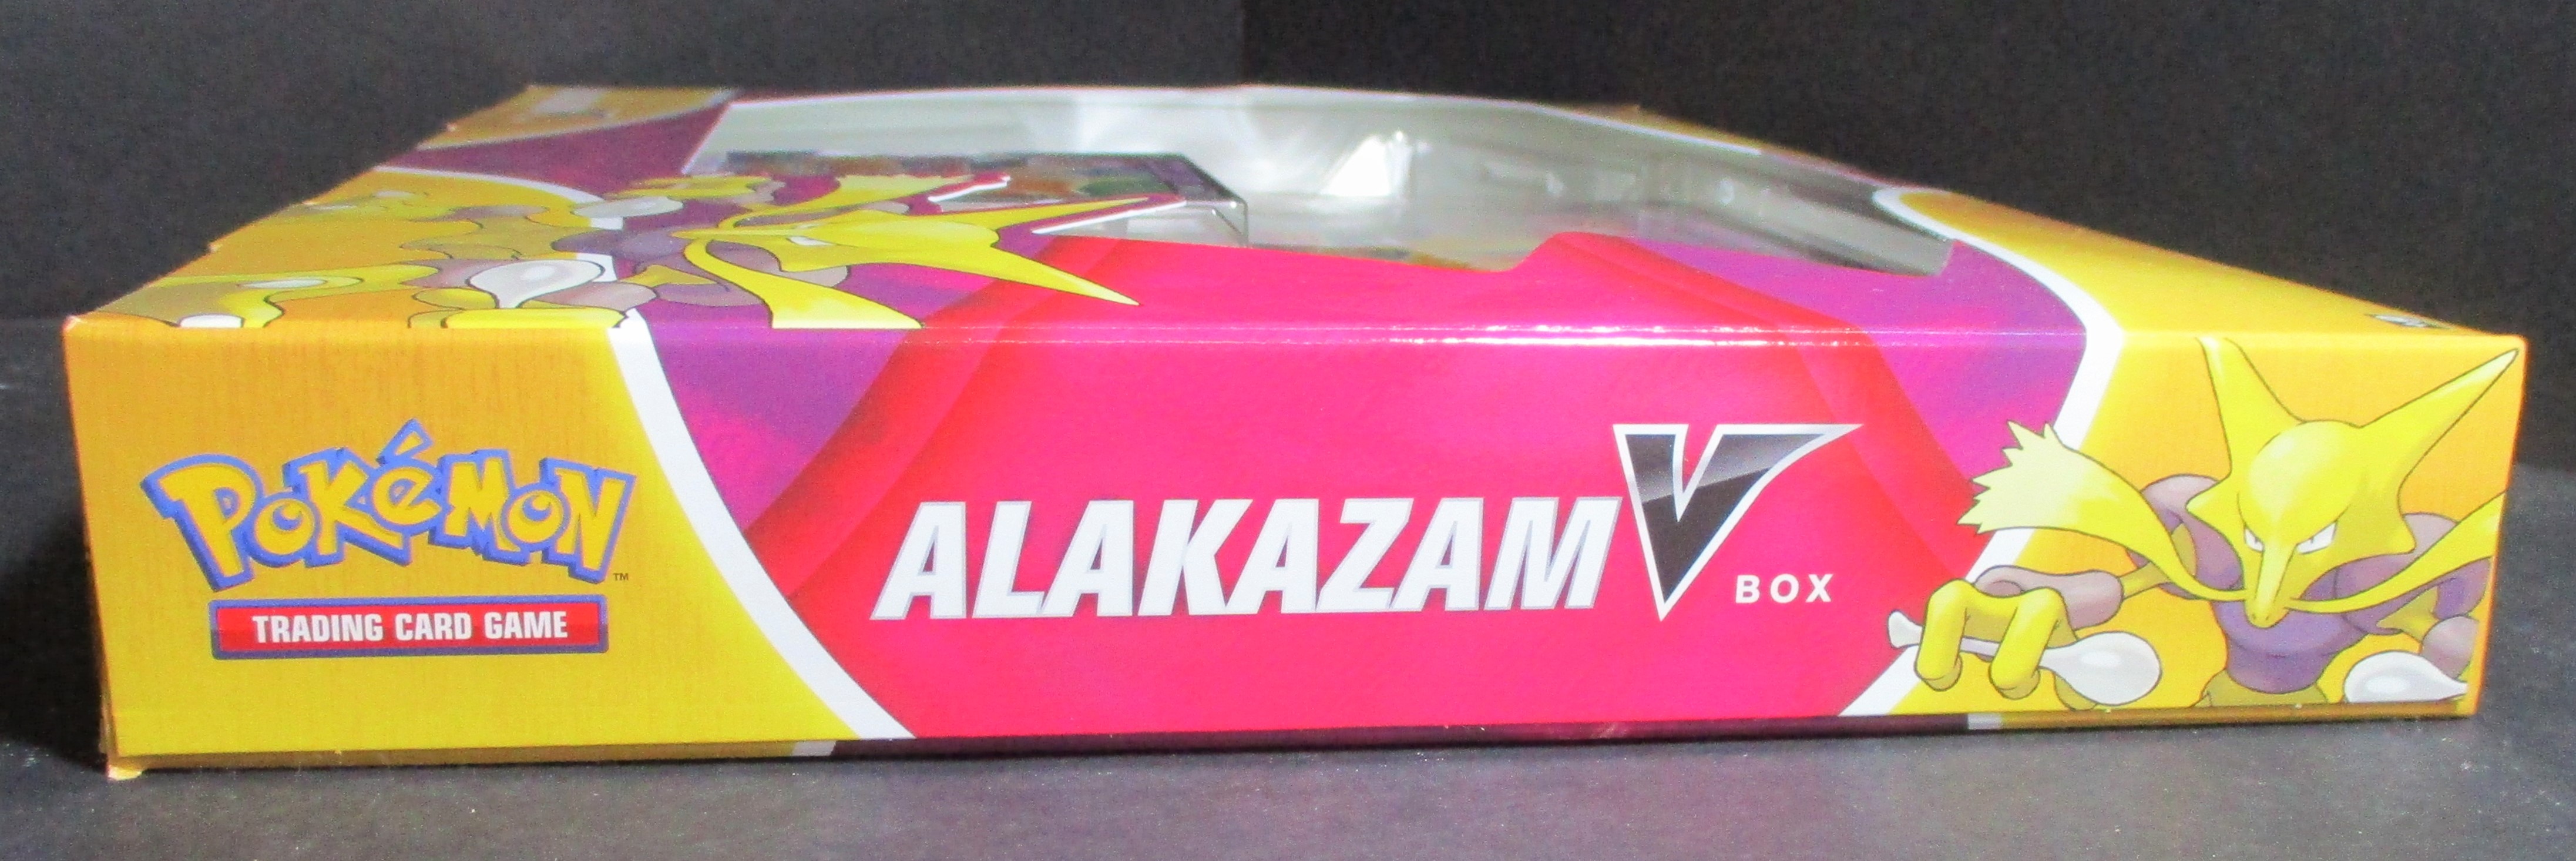 Pokémon
TRADING CARD GAME
ALAKAZAM V
BOX